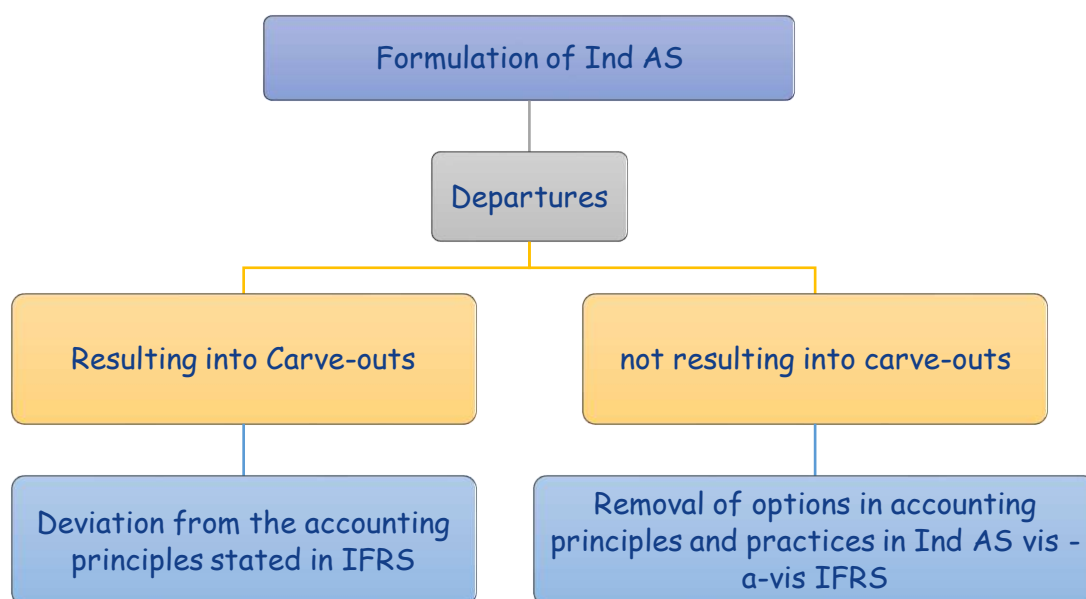 Formulation of Ind AS
Departures
Resulting into Carve-outs
not resulting into carve-outs
Deviation from the accounting
principles stated in IFRS
Removal of options in accounting
principles and practices in Ind AS vis -
a-vis IFRS